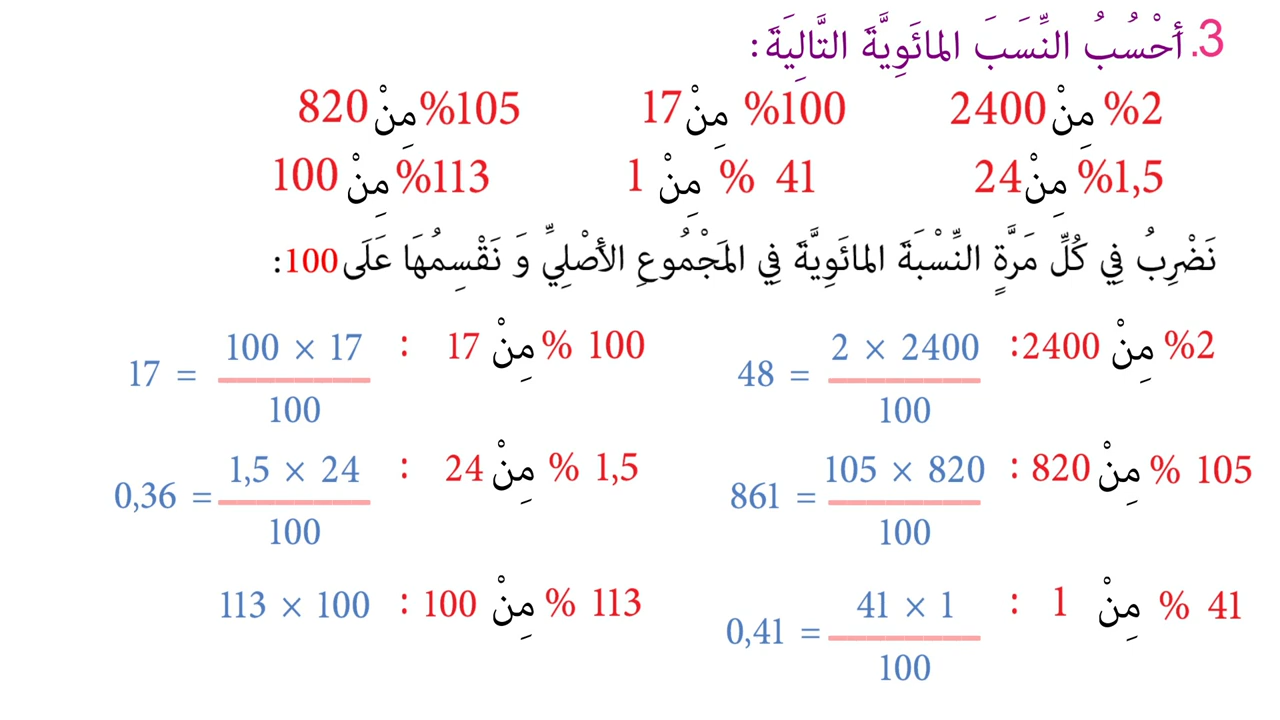 3. أَحْسُبُ النِّسَبَ المائَوِيَّةَ التَّالِيَةَ :
%2 مِنْ 2400 %100 مِنْ 17 %105 مِنْ 820
%1,5 مِنْ 24 % 41 مِنْ 1 %113 مِنْ 100
نَضْرِبُ فِي كُلِّ مَرَّةٍ النِّسْبَةَ المائَوِيَّةَ فِي المَجْمُوعِ الأَصْلِيِّ وَ نَقْسِمُهَا عَلَى 100:
%2 مِنْ 2400:
2 × 2400
48 =
100
% 100 مِنْ 17 :
100 × 17
17 =
100
% 105 مِنْ 820 :
105 × 820
861 =
100
% 1,5 مِنْ 24 :
1,5 × 24
0,36 =
100
% 41 مِنْ 1 :
41 × 1
0,41 =
100
% 113 مِنْ 100 :
113 × 100